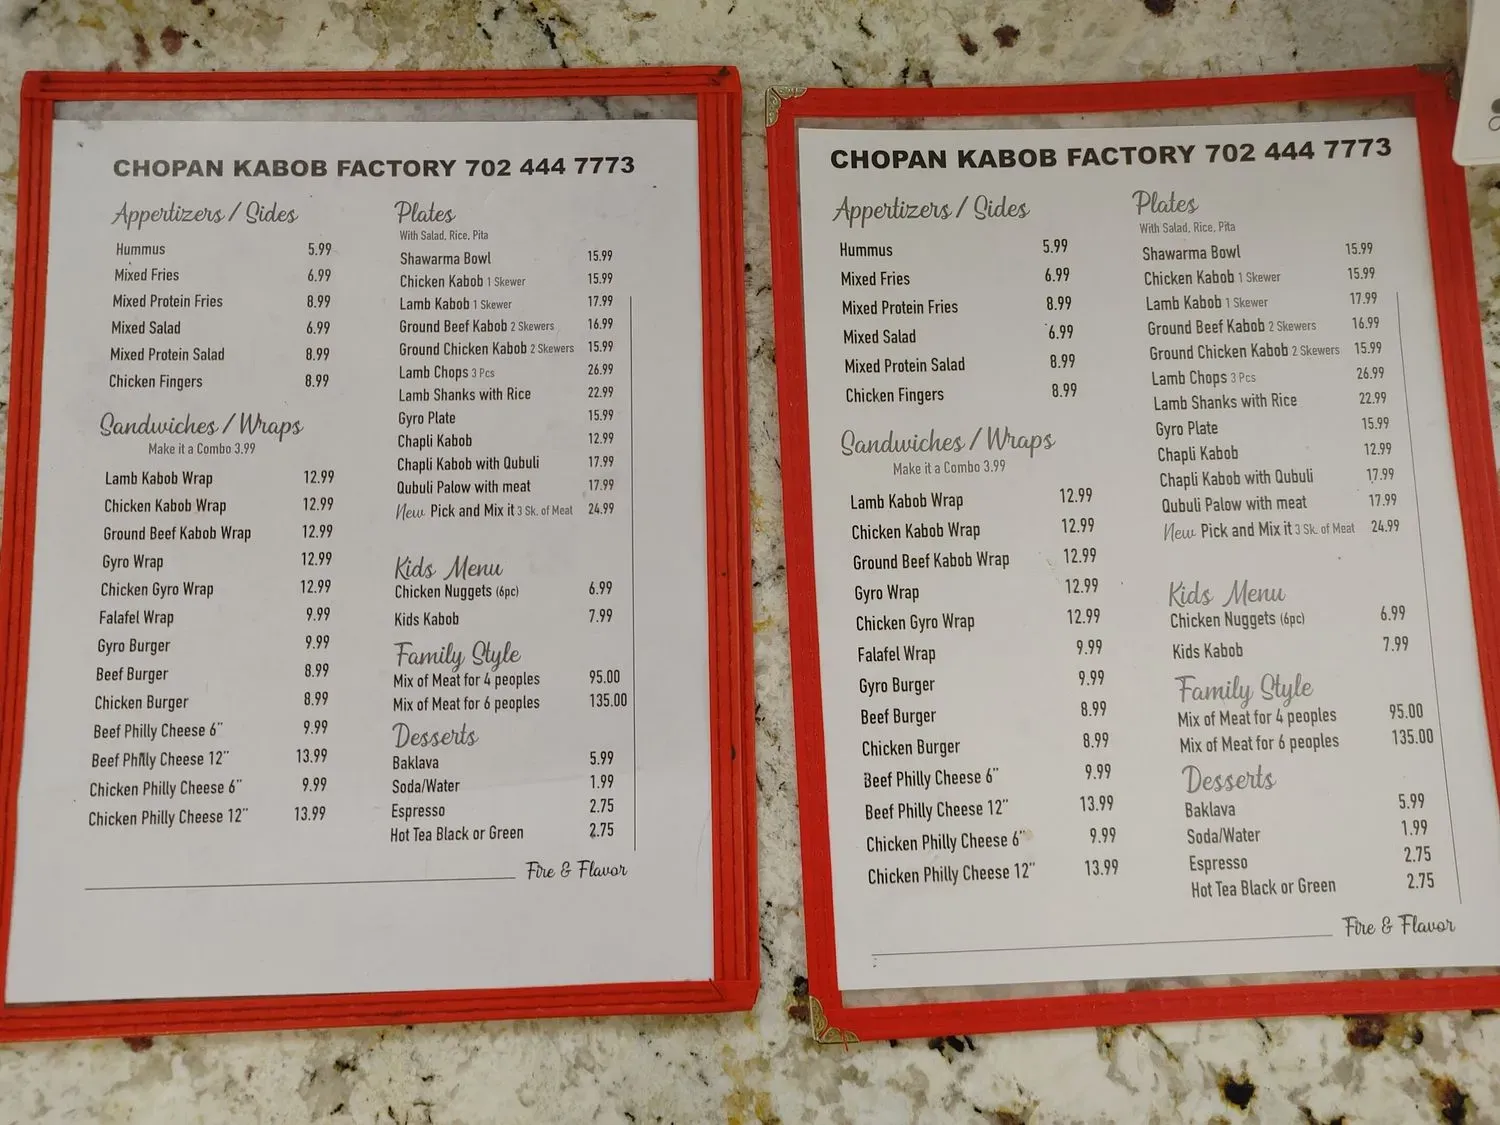 CHOPAN KABOB FACTORY 702 444 7773
Appertizers / Sides
Hummus 5.99
Mixed Fries 6.99
Mixed Protein Fries 8.99
Mixed Salad 6.99
Mixed Protein Salad 8.99
Chicken Fingers 8.99
Sandwiches / Wraps
Make it a Combo 3.99
Lamb Kabob Wrap 12.99
Chicken Kabob Wrap 12.99
Ground Beef Kabob Wrap 12.99
Gyro Wrap 12.99
Chicken Gyro Wrap 12.99
Falafel Wrap 9.99
Gyro Burger 9.99
Beef Burger 8.99
Chicken Burger 8.99
Beef Philly Cheese 6" 9.99
Beef Philly Cheese 12" 13.99
Chicken Philly Cheese 6" 9.99
Chicken Philly Cheese 12" 13.99
Plates
With Salad, Rice, Pita
Shawarma Bowl 15.99
Chicken Kabob 1 Skewer 15.99
Lamb Kabob 1 Skewer 17.99
Ground Beef Kabob 2 Skewers 16.99
Ground Chicken Kabob 2 Skewers 15.99
Lamb Chops 3 Pcs 26.99
Lamb Shanks with Rice 22.99
Gyro Plate 15.99
Chapli Kabob 12.99
Chapli Kabob with Qubuli 17.99
Qubuli Palow with meat 17.99
New Pick and Mix it 3 Sk. of Meat 24.99
Kids Menu
Chicken Nuggets (6pc) 6.99
Kids Kabob 7.99
Family Style
Mix of Meat for 4 peoples 95.00
Mix of Meat for 6 peoples 135.00
Desserts
Baklava 5.99
Soda/Water 1.99
Espresso 2.75
Hot Tea Black or Green 2.75
Fire & Flavor
CHOPAN KABOB FACTORY 702 444 7773
Appertizers / Sides
Hummus 5.99
Mixed Fries 6.99
Mixed Protein Fries 8.99
Mixed Salad 6.99
Mixed Protein Salad 8.99
Chicken Fingers 8.99
Sandwiches / Wraps
Make it a Combo 3.99
Lamb Kabob Wrap 12.99
Chicken Kabob Wrap 12.99
Ground Beef Kabob Wrap 12.99
Gyro Wrap 12.99
Chicken Gyro Wrap 12.99
Falafel Wrap 9.99
Gyro Burger 9.99
Beef Burger 8.99
Chicken Burger 8.99
Beef Philly Cheese 6" 9.99
Beef Philly Cheese 12" 13.99
Chicken Philly Cheese 6" 9.99
Chicken Philly Cheese 12" 13.99
Plates
With Salad, Rice, Pita
Shawarma Bowl 15.99
Chicken Kabob 1 Skewer 15.99
Lamb Kabob 1 Skewer 17.99
Ground Beef Kabob 2 Skewers 16.99
Ground Chicken Kabob 2 Skewers 15.99
Lamb Chops 3 Pcs 26.99
Lamb Shanks with Rice 22.99
Gyro Plate 15.99
Chapli Kabob 12.99
Chapli Kabob with Qubuli 17.99
Qubuli Palow with meat 17.99
New Pick and Mix it 3 Sk. of Meat 24.99
Kids Menu
Chicken Nuggets (6pc) 6.99
Kids Kabob 7.99
Family Style
Mix of Meat for 4 peoples 95.00
Mix of Meat for 6 peoples 135.00
Desserts
Baklava 5.99
Soda/Water 1.99
Espresso 2.75
Hot Tea Black or Green 2.75
Fire & Flavor